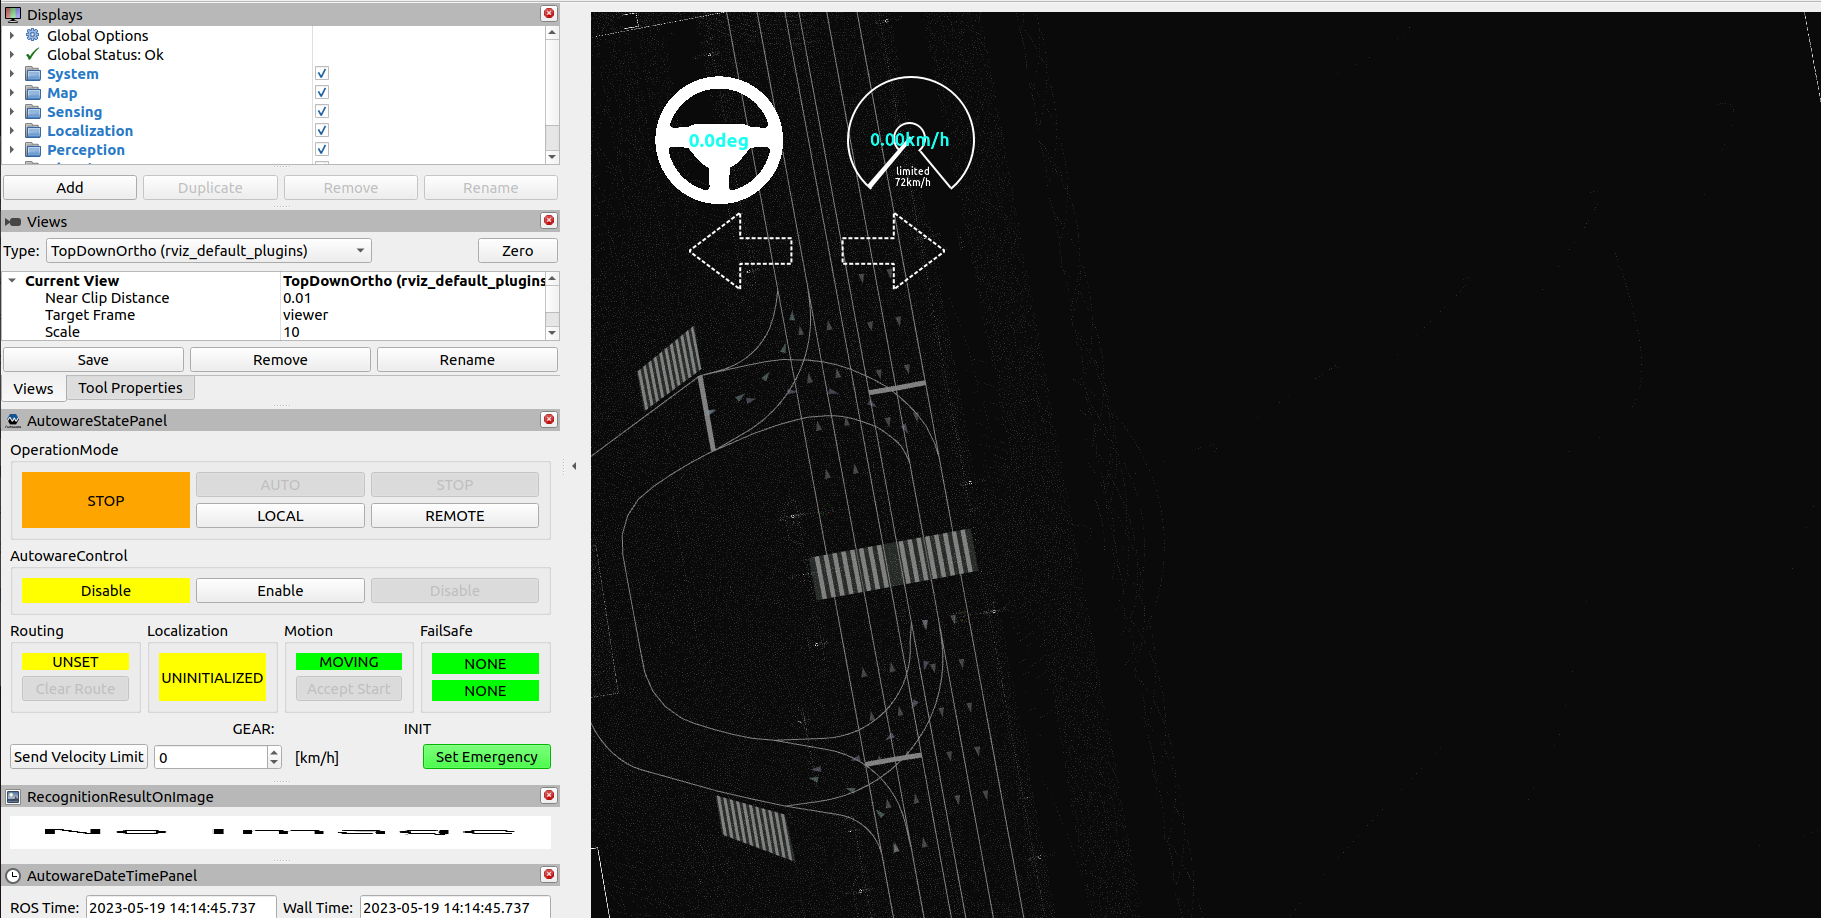 Displays
Global Options
Global Status: Ok
System
Map
Sensing
Localization
Perception
Add
Duplicate
Remove
Rename
Views
Type:
TopDownOrtho (rviz_default_plugins)
Zero
Current View
TopDownOrtho (rviz_default_plugins
Near Clip Distance
0.01
Target Frame
viewer
Scale
10
Save
Remove
Rename
Views
Tool Properties
AutowareStatePanel
OperationMode
STOP
AUTO
STOP
LOCAL
REMOTE
AutowareControl
Disable
Enable
Disable
Routing
Localization
Motion
FailSafe
UNSET
Clear Route
UNINITIALIZED
MOVING
Accept Start
NONE
NONE
GEAR:
INIT
Send Velocity Limit
0
[km/h]
Set Emergency
RecognitionResultOnImage
No Image
AutowareDateTimePanel
ROS Time:
2023-05-19 14:14:45.737
Wall Time:
2023-05-19 14:14:45.737
0.0deg
0.00km/h
limited
72km/h